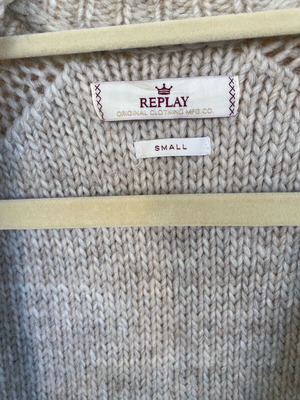 REPLAY
ORIGINAL CLOTHING MFG.CO.
SMALL